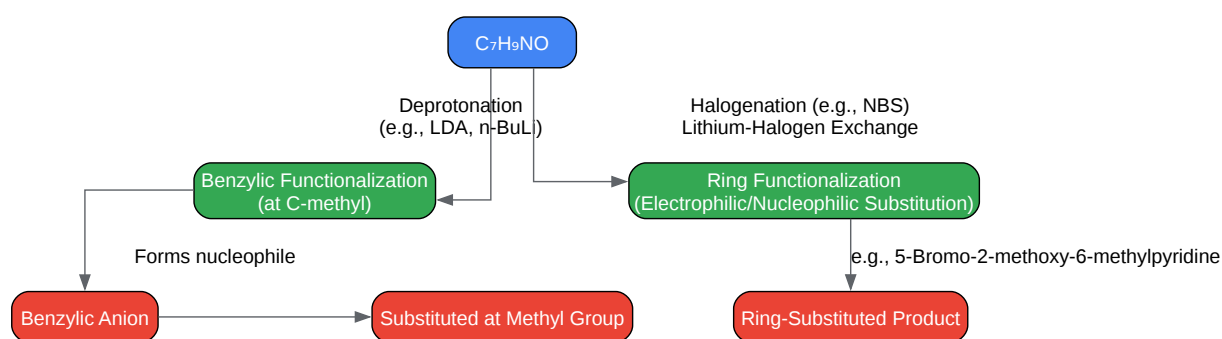 C₇H₉NO
Deprotonation
(e.g., LDA, n-BuLi)
Halogenation (e.g., NBS)
Lithium-Halogen Exchange
Benzylic Functionalization
(at C-methyl)
Ring Functionalization
(Electrophilic/Nucleophilic Substitution)
Forms nucleophile
e.g., 5-Bromo-2-methoxy-6-methylpyridine
Benzylic Anion
Substituted at Methyl Group
Ring-Substituted Product